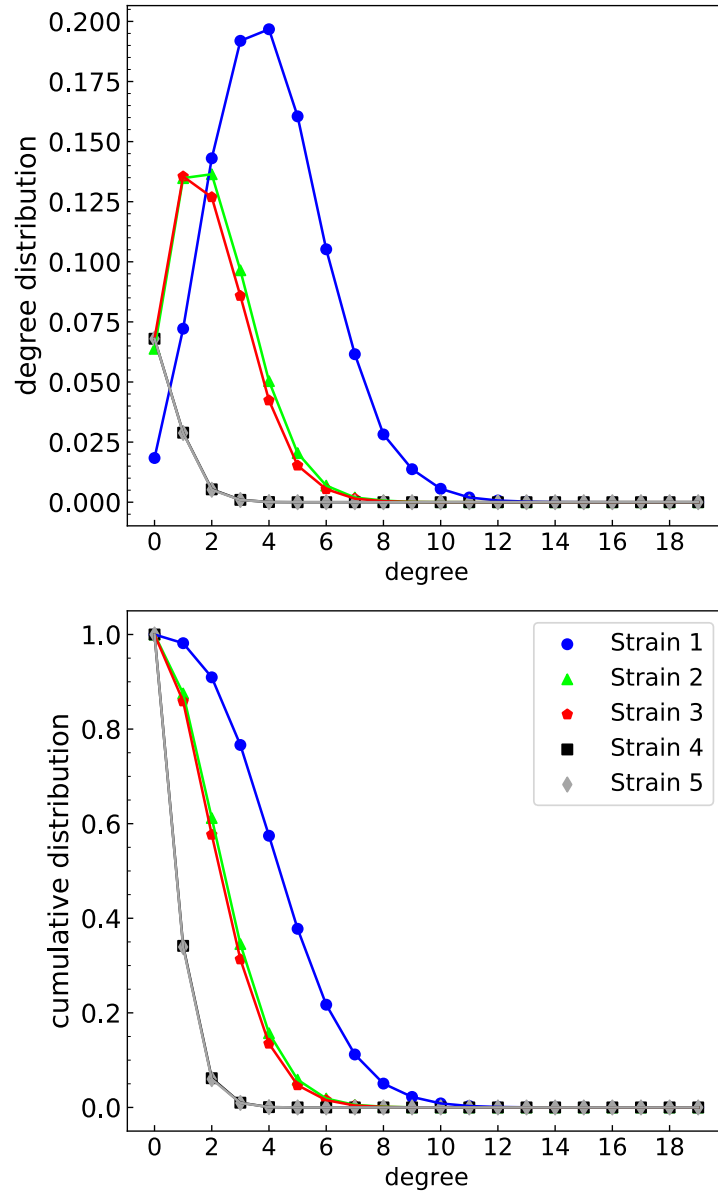 0.200
0.175
0.150
0.125
0.100
0.075
0.050
0.025
0.000
degree distribution
0 2 4 6 8 10 12 14 16 18
degree
1.0
0.8
0.6
0.4
0.2
0.0
cumulative distribution
Strain 1
Strain 2
Strain 3
Strain 4
Strain 5
0 2 4 6 8 10 12 14 16 18
degree